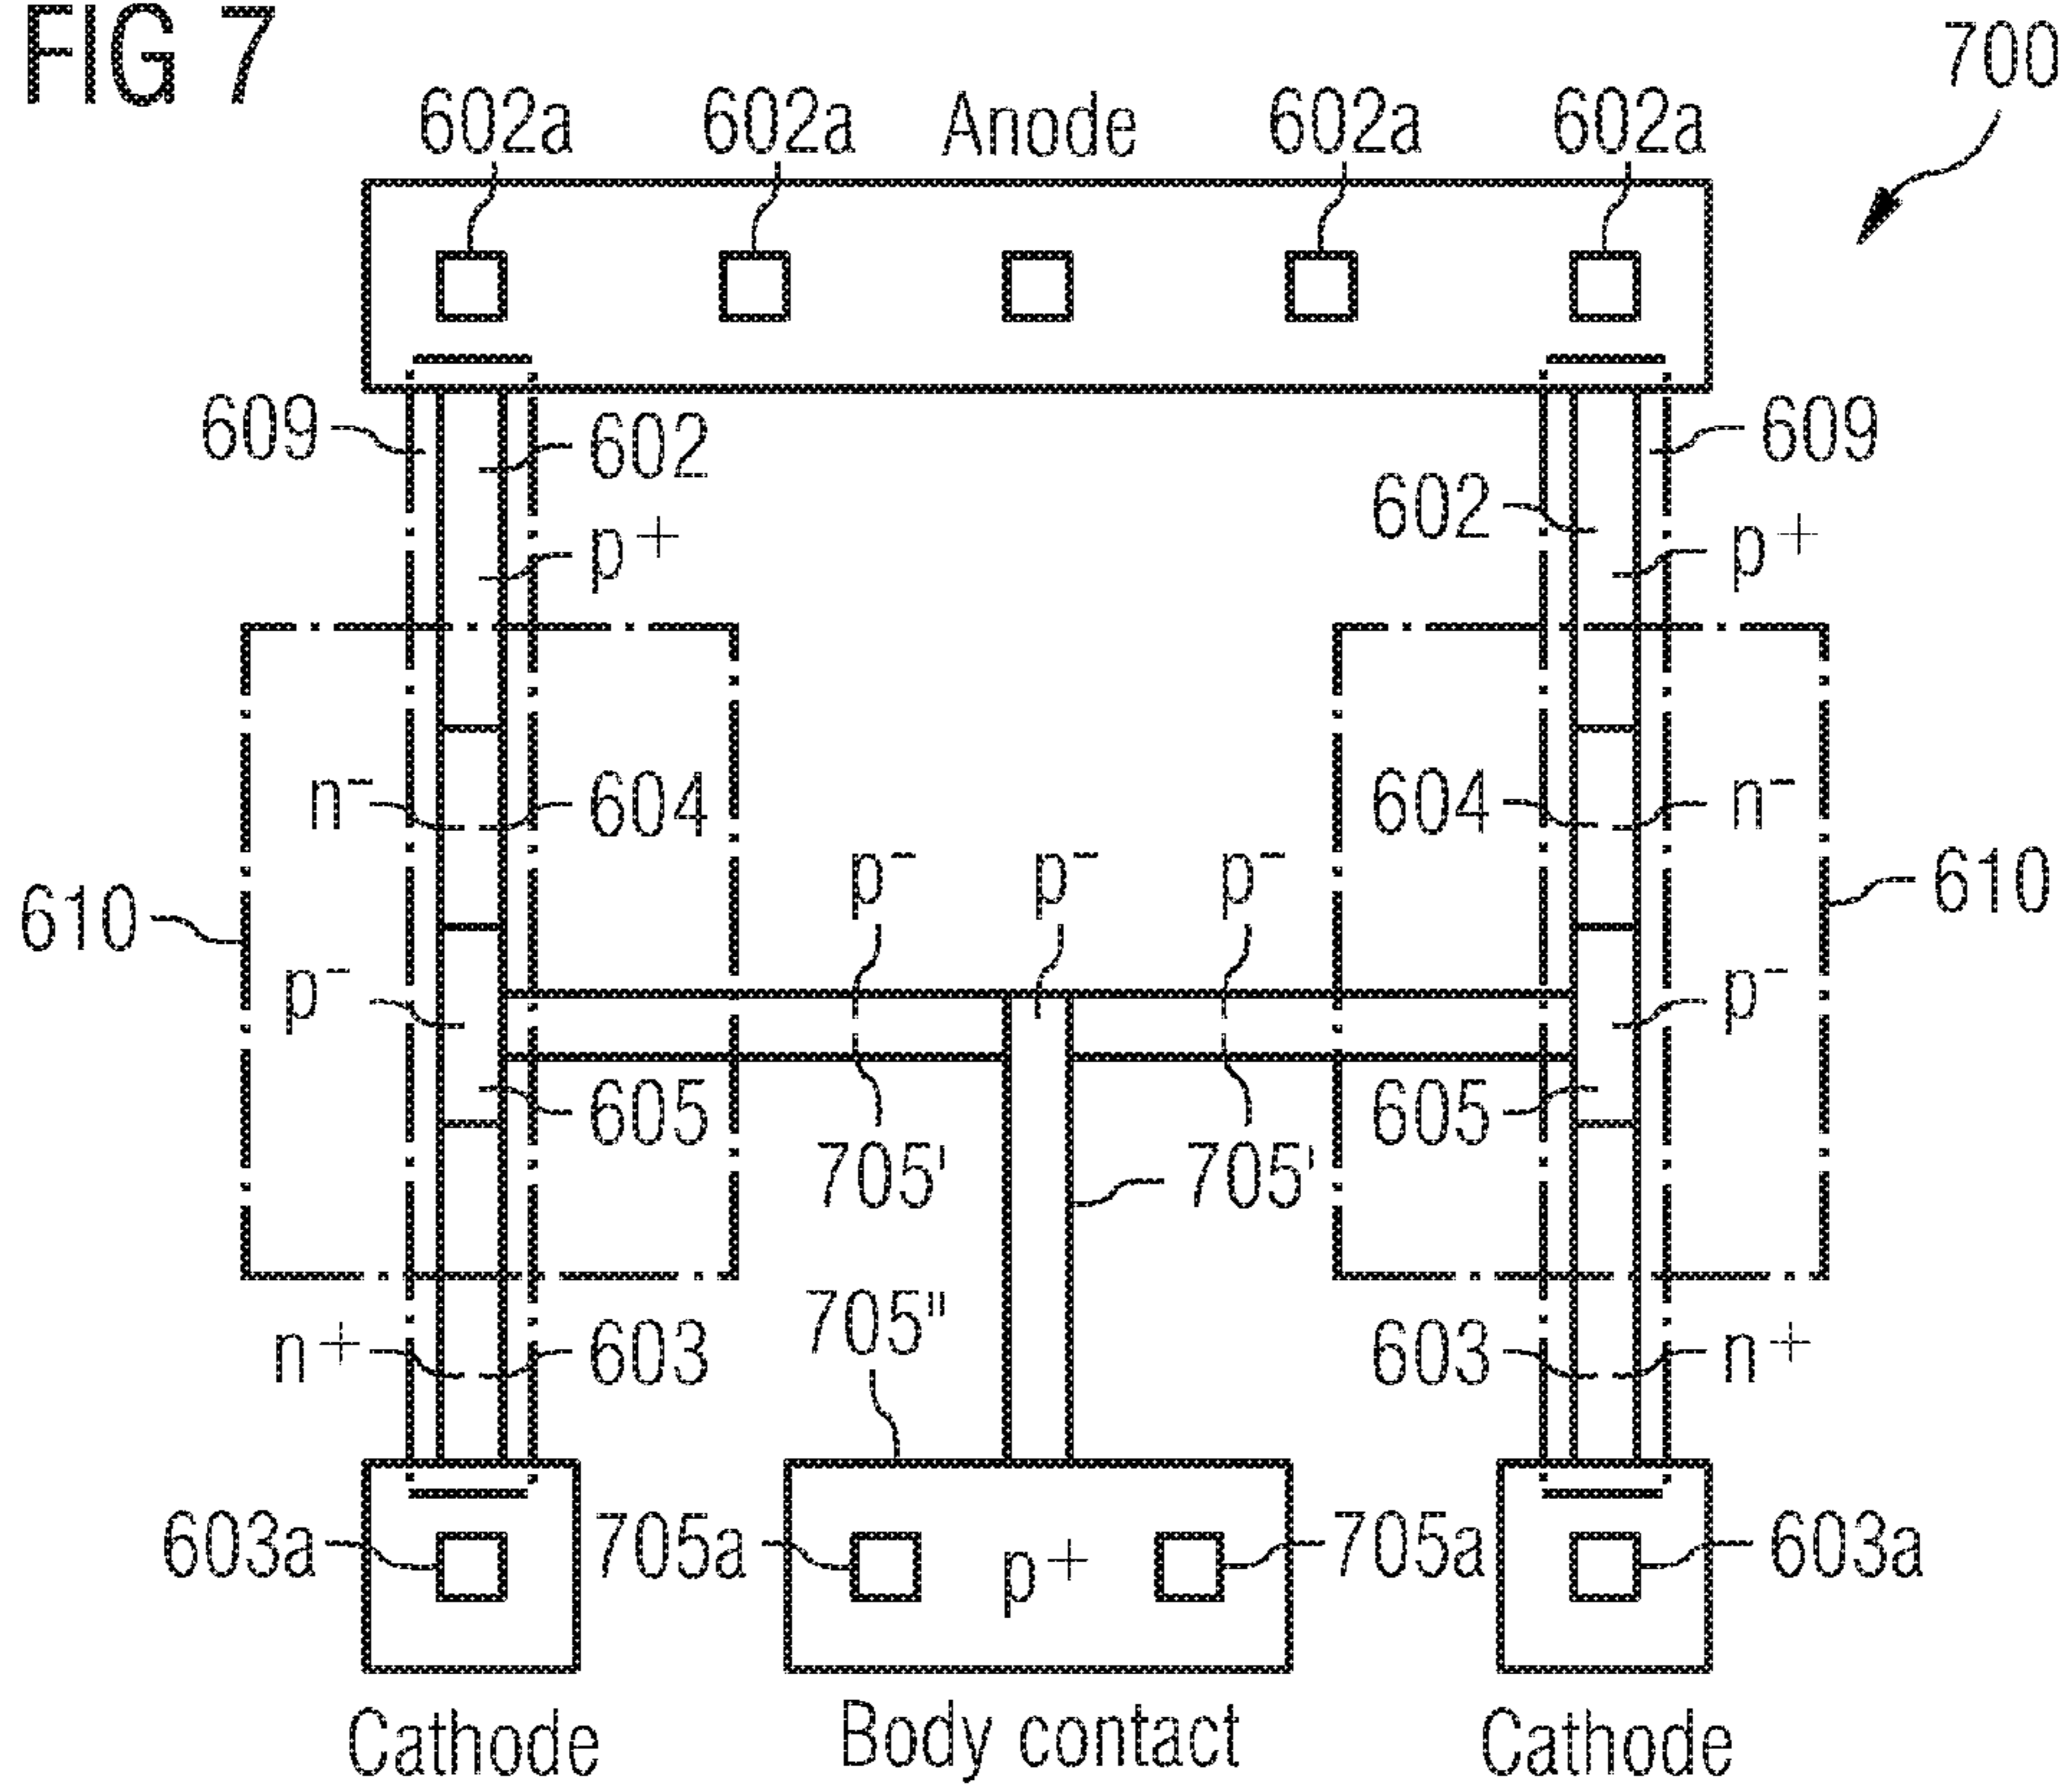 FIG 7
700
602a 602a Anode 602a 602a
609 602 602 609
p+ p+
n- 604 604 n-
p- p- p-
610 610
p- p-
605 605
705' 705'
705"
n+ 603 603 n+
603a 705a p+ 705a 603a
Cathode Body contact Cathode